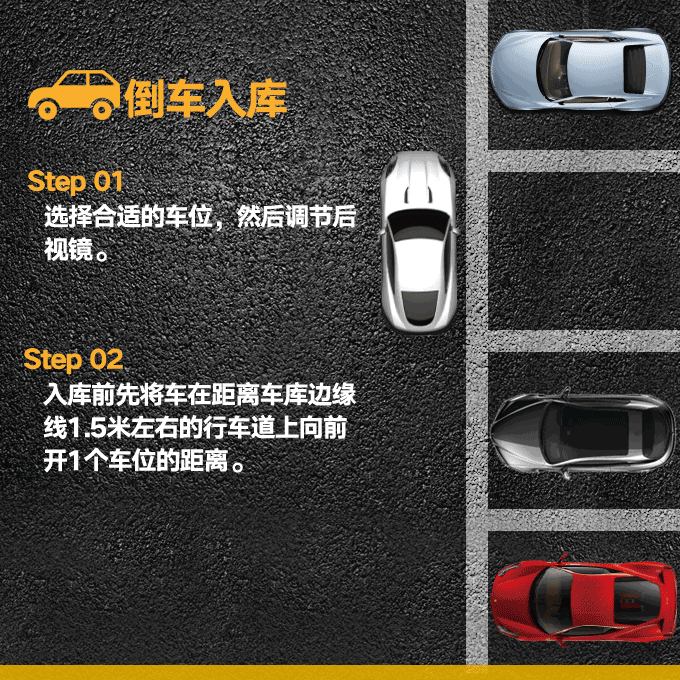 倒车入库
Step 01
选择合适的车位，然后调节后
视镜。
Step 02
入库前先将车在距离车库边缘
线1.5米左右的行车道上向前
开1个车位的距离。